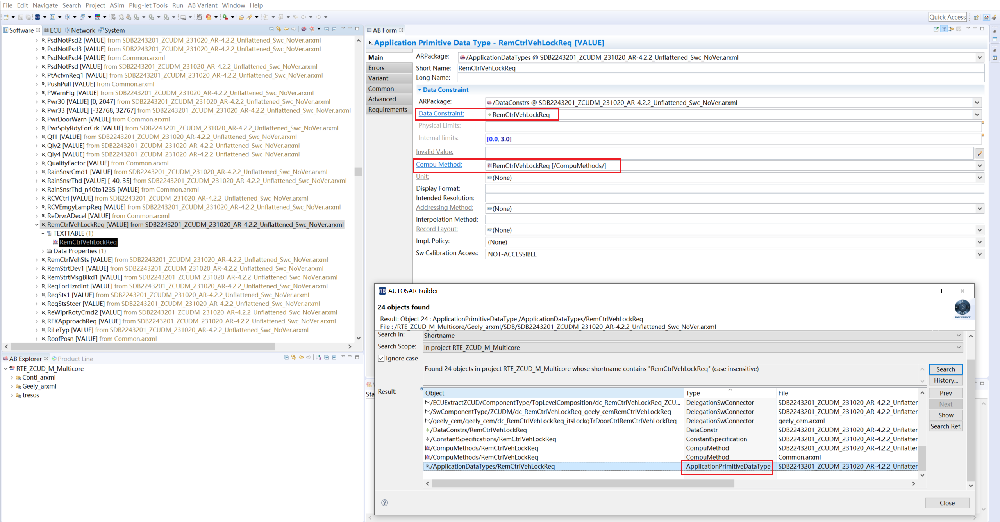 File Edit Navigate Search Project ASim Plug-let Tools Run AB Variant Window Help
Quick Access
Software ECU Network System
PsdNotPsd2 [VALUE] from SDB2243201_ZCUDM_231020_AR-4.2.2_Unflattened_Swc_NoVer.arxml
PsdNotPsd3 [VALUE] from SDB2243201_ZCUDM_231020_AR-4.2.2_Unflattened_Swc_NoVer.arxml
PsdNotPsd4 [VALUE] from Common.arxml
PsdNotPsd [VALUE] from SDB2243201_ZCUDM_231020_AR-4.2.2_Unflattened_Swc_NoVer.arxml
PtActvnReq1 [VALUE] from SDB2243201_ZCUDM_231020_AR-4.2.2_Unflattened_Swc_NoVer.arxml
PushPull [VALUE] from Common.arxml
PWarnFlg [VALUE] from SDB2243201_ZCUDM_231020_AR-4.2.2_Unflattened_Swc_NoVer.arxml
Pwr30 [VALUE] [0, 2047] from SDB2243201_ZCUDM_231020_AR-4.2.2_Unflattened_Swc_NoVer.arxml
Pwr33 [VALUE] [-32768, 32767] from SDB2243201_ZCUDM_231020_AR-4.2.2_Unflattened_Swc_NoVer.arxml
PwrDoorWarn [VALUE] from Common.arxml
PwrSplyRdyForCrk [VALUE] from SDB2243201_ZCUDM_231020_AR-4.2.2_Unflattened_Swc_NoVer.arxml
Qf1 [VALUE] from SDB2243201_ZCUDM_231020_AR-4.2.2_Unflattened_Swc_NoVer.arxml
Qly2 [VALUE] from SDB2243201_ZCUDM_231020_AR-4.2.2_Unflattened_Swc_NoVer.arxml
Qly4 [VALUE] from SDB2243201_ZCUDM_231020_AR-4.2.2_Unflattened_Swc_NoVer.arxml
QualityFactor [VALUE] from Common.arxml
RainSnsrCmd1 [VALUE] from SDB2243201_ZCUDM_231020_AR-4.2.2_Unflattened_Swc_NoVer.arxml
RainSnsrThd [VALUE] [-40, 35] from SDB2243201_ZCUDM_231020_AR-4.2.2_Unflattened_Swc_NoVer.arxml
RainSnsrThd_n40to1235 [VALUE] from Common.arxml
RCVCtrl [VALUE] from SDB2243201_ZCUDM_231020_AR-4.2.2_Unflattened_Swc_NoVer.arxml
RCVEmgyLampReq [VALUE] from SDB2243201_ZCUDM_231020_AR-4.2.2_Unflattened_Swc_NoVer.arxml
ReDrvrADecel [VALUE] from Common.arxml
RemCtrlVehLockReq [VALUE] from SDB2243201_ZCUDM_231020_AR-4.2.2_Unflattened_Swc_NoVer.arxml
TEXTTABLE (1)
RemCtrlVehLockReq
Data Properties (1)
RemCtrlVehSts [VALUE] from SDB2243201_ZCUDM_231020_AR-4.2.2_Unflattened_Swc_NoVer.arxml
RemStrtDev1 [VALUE] from SDB2243201_ZCUDM_231020_AR-4.2.2_Unflattened_Swc_NoVer.arxml
RemStrtMsgBlkd1 [VALUE] from SDB2243201_ZCUDM_231020_AR-4.2.2_Unflattened_Swc_NoVer.arxml
ReqForHzrdInt [VALUE] from SDB2243201_ZCUDM_231020_AR-4.2.2_Unflattened_Swc_NoVer.arxml
ReqSts1 [VALUE] from SDB2243201_ZCUDM_231020_AR-4.2.2_Unflattened_Swc_NoVer.arxml
ReqStsSteer [VALUE] from SDB2243201_ZCUDM_231020_AR-4.2.2_Unflattened_Swc_NoVer.arxml
ReWiprRotyCmd2 [VALUE] from SDB2243201_ZCUDM_231020_AR-4.2.2_Unflattened_Swc_NoVer.arxml
RFKApproachReq [VALUE] from SDB2243201_ZCUDM_231020_AR-4.2.2_Unflattened_Swc_NoVer.arxml
RiLeTyp [VALUE] from SDB2243201_ZCUDM_231020_AR-4.2.2_Unflattened_Swc_NoVer.arxml
RoofPosn [VALUE] from Common.arxml
AB Explorer Product Line
RTE_ZCUD_M_Multicore
Conti_arxml
Geely_arxml
tresos
AB Form
Application Primitive Data Type - RemCtrlVehLockReq [VALUE]
Main
Errors
Variant
Common
Advanced
Requirements
ARPackage: /ApplicationDataTypes @ SDB2243201_ZCUDM_231020_AR-4.2.2_Unflattened_Swc_NoVer.arxml
Short Name: RemCtrlVehLockReq
Long Name:
Data Constraint
ARPackage: /DataConstrs @ SDB2243201_ZCUDM_231020_AR-4.2.2_Unflattened_Swc_NoVer.arxml
Data Constraint: RemCtrlVehLockReq
Physical Limits:
Internal limits: [0.0, 3.0]
Invalid Value:
Compu Method: RemCtrlVehLockReq [/CompuMethods/]
Unit: (None)
Display Format:
Intended Resolution:
Addressing Method: (None)
Interpolation Method:
Record Layout: (None)
Impl. Policy: (None)
Sw Calibration Access: NOT-ACCESSIBLE
Sta
AB AUTOSAR Builder
24 objects found
Result: Object 24 : ApplicationPrimitiveDataType /ApplicationDataTypes/RemCtrlVehLockReq
File : /RTE_ZCUD_M_Multicore/Geely_arxml/SDB/SDB2243201_ZCUDM_231020_AR-4.2.2_Unflattened_Swc_NoVer.arxml
3DEXPERIENCE
Search In: Shortname
Search Scope: In project RTE_ZCUD_M_Multicore
Ignore case
Found 24 objects in project RTE_ZCUD_M_Multicore whose shortname contains "RemCtrlVehLockReq" (case insensitive)
Search
History...
Result:
Object Type File
/ECUExtractZCUD/ComponentType/TopLevelComposition/dc_RemCtrlVehLockReq_ZCU... DelegationSwConnector SDB2243201_ZCUDM_231020_AR-4.2.2_Unflatter
/SwComponentType/ZCUDM/dc_RemCtrlVehLockReq_geely_cemRemCtrlVehLockReq DelegationSwConnector SDB2243201_ZCUDM_231020_AR-4.2.2_Unflatter
/geely_cem/geely_cem/dc_RemCtrlVehLockReq_itsLockgTrDoorCtrlRemCtrlVehLockReq DelegationSwConnector geely_cem.arxml
/DataConstrs/RemCtrlVehLockReq DataConstr SDB2243201_ZCUDM_231020_AR-4.2.2_Unflatter
/ConstantSpecifications/RemCtrlVehLockReq ConstantSpecification SDB2243201_ZCUDM_231020_AR-4.2.2_Unflatter
/CompuMethods/RemCtrlVehLockReq CompuMethod SDB2243201_ZCUDM_231020_AR-4.2.2_Unflatter
/CompuMethods/RemCtrlVehLockReq CompuMethod Common.arxml
/ApplicationDataTypes/RemCtrlVehLockReq ApplicationPrimitiveDataType SDB2243201_ZCUDM_231020_AR-4.2.2_Unflatter
Prev
Next
Show
Search Ref.
Close